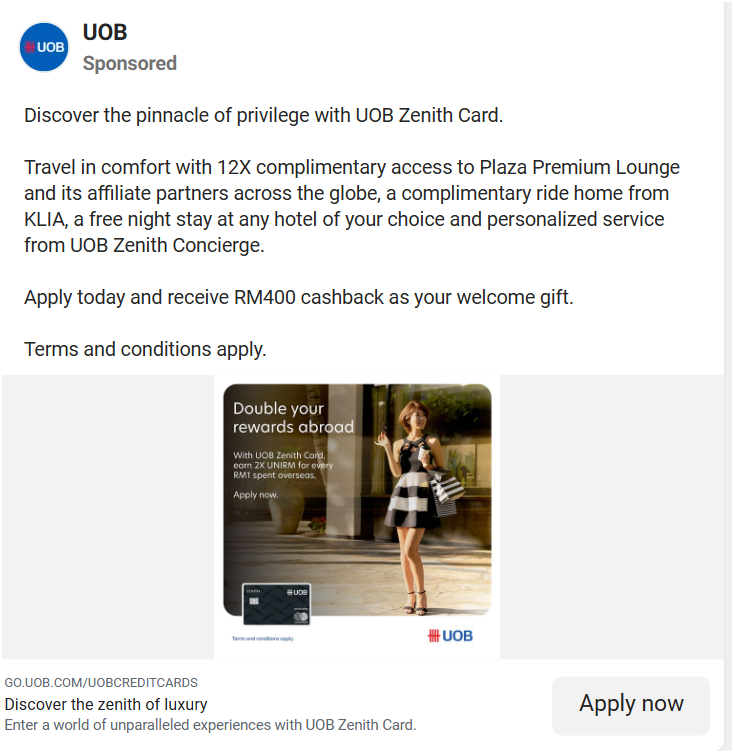 UOB
UOB
Sponsored
Discover the pinnacle of privilege with UOB Zenith Card.
Travel in comfort with 12X complimentary access to Plaza Premium Lounge
and its affiliate partners across the globe, a complimentary ride home from
KLIA, a free night stay at any hotel of your choice and personalized service
from UOB Zenith Concierge.
Apply today and receive RM400 cashback as your welcome gift.
Terms and conditions apply.
Double your
rewards abroad
With UOB Zenith Card,
earn 2X UNIRM for every
RM1 spent overseas.
Apply now.
ZENITH
UOB
Terms and conditions apply.
UOB
GO.UOB.COM/UOBCREDITCARDS
Discover the zenith of luxury
Enter a world of unparalleled experiences with UOB Zenith Card.
Apply now